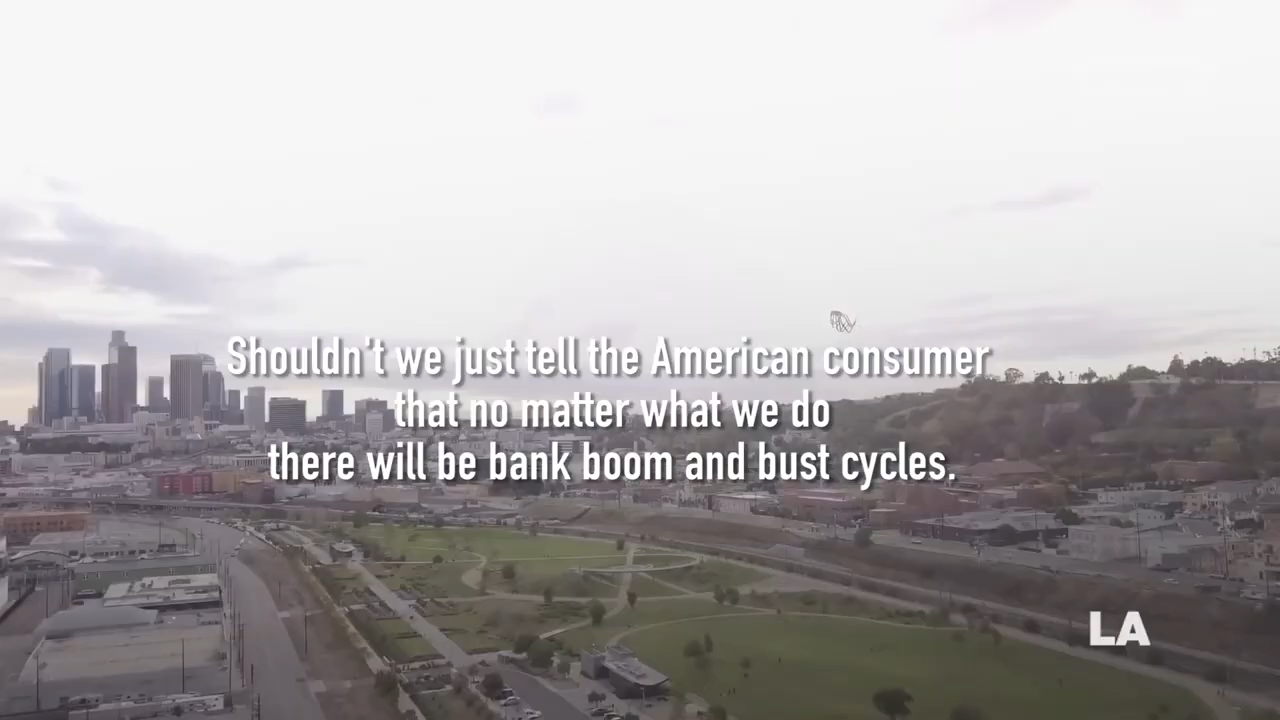 Shouldn't we just tell the American consumer
that no matter what we do
there will be bank boom and bust cycles.
LA